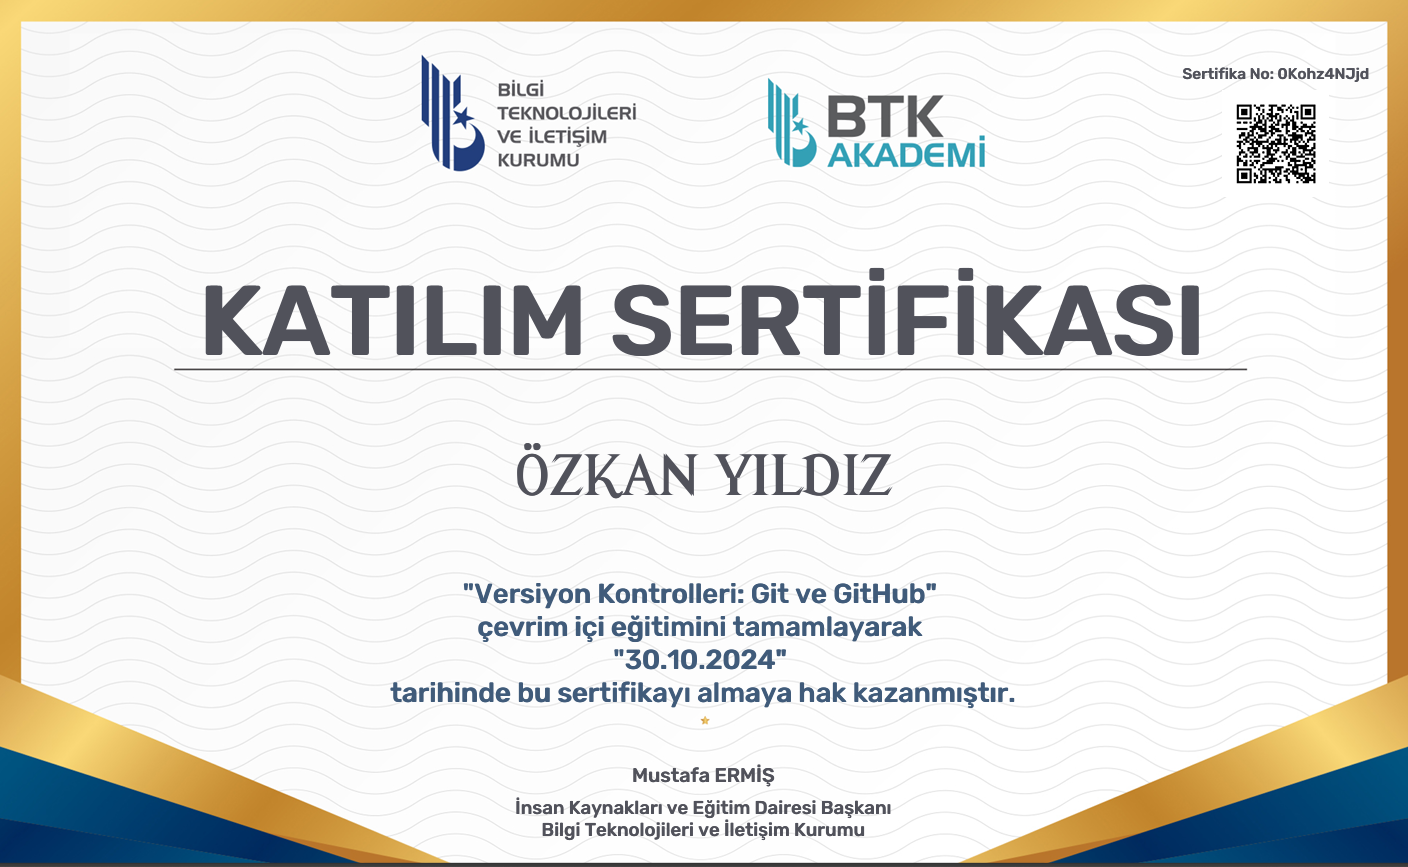 BİLGİ
TEKNOLOJİLERİ
VE İLETİŞİM
KURUMU
BTK
AKADEMİ
Sertifika No: 0Kohz4NJjd
KATILIM SERTİFİKASI
ÖZKAN YILDIZ
"Versiyon Kontrolleri: Git ve GitHub"
çevrim içi eğitimini tamamlayarak
"30.10.2024"
tarihinde bu sertifikayı almaya hak kazanmıştır.
Mustafa ERMİŞ
İnsan Kaynakları ve Eğitim Dairesi Başkanı
Bilgi Teknolojileri ve İletişim Kurumu